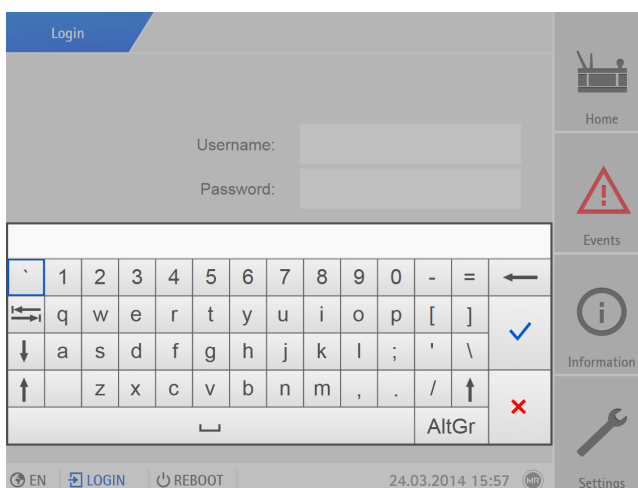 Login
Home
Username:
Password:
Events
` 1 2 3 4 5 6 7 8 9 0 - =
q w e r t y u i o p [ ]
a s d f g h j k l ; ' \
Information
z x c v b n m , . /
AltGr
EN LOGIN REBOOT 24.03.2014 15:57 MR
Settings